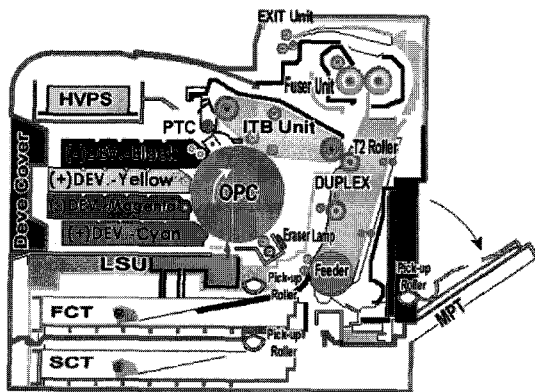 EXIT Unit
Fuser Unit
HVPS
PTC
ITB Unit
T2 Roller
Deve Cover
(-)DEV.-Black
(+)DEV.-Yellow
OPC
DUPLEX
(-)DEV.-Magenta
(+)DEV.-Cyan
Eraser Lamp
LSU
Pick-up
Roller
Feeder
Pick-up
Roller
MPT
FCT
Pick-up
Roller
SCT